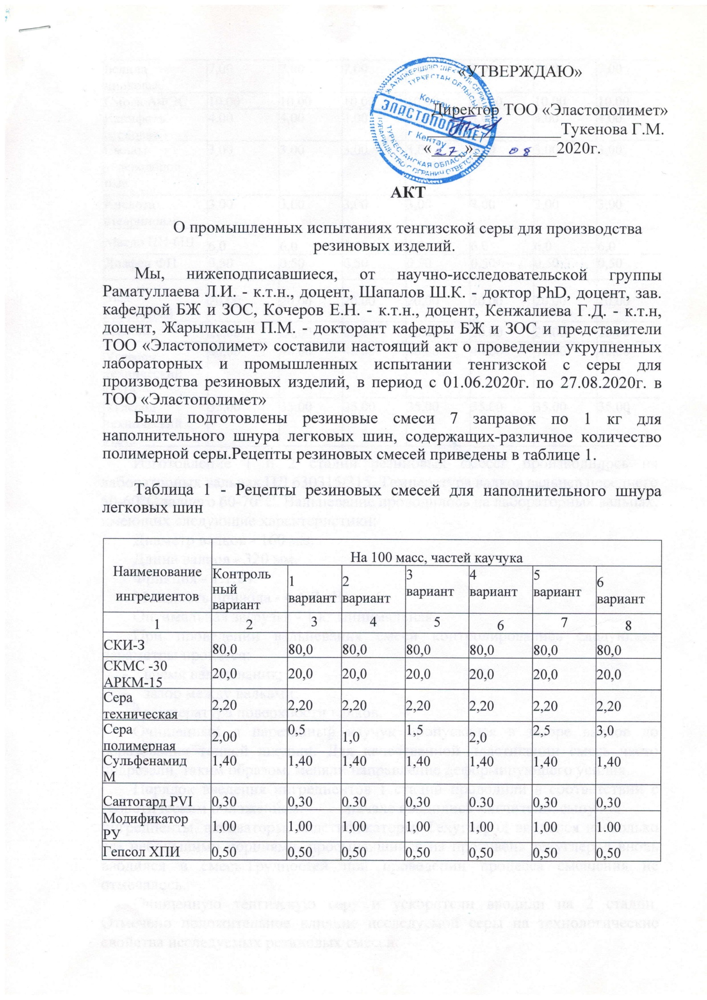 «УТВЕРЖДАЮ»
Директор ТОО «Эластополимет»
Тукенова Г.М.
«27» 08 2020г.
ТҮРКЕСТАН ОБЛЫСЫ
Кентау қ.
ЭЛАСТОПОЛИМЕТ
г Кентау
ТУРКЕСТАНСКАЯ ОБЛАСТЬ
АКТ
О промышленных испытаниях тенгизской серы для производства
резиновых изделий.
Мы, нижеподписавшиеся, от научно-исследовательской группы
Раматуллаева Л.И. - к.т.н., доцент, Шапалов Ш.К. - доктор PhD, доцент, зав.
кафедрой БЖ и ЗОС, Кочеров Е.Н. - к.т.н., доцент, Кенжалиева Г.Д. - к.т.н,
доцент, Жарылкасын П.М. - докторант кафедры БЖ и ЗОС и представители
ТОО «Эластополимет» составили настоящий акт о проведении укрупненных
лабораторных и промышленных испытании тенгизской с серы для
производства резиновых изделий, в период с 01.06.2020г. по 27.08.2020г. в
ТОО «Эластополимет»
Были подготовлены резиновые смеси 7 заправок по 1 кг для
наполнительного шнура легковых шин, содержащих-различное количество
полимерной серы.Рецепты резиновых смесей приведены в таблице 1.
Таблица 1 - Рецепты резиновых смесей для наполнительного шнура
легковых шин
Наименование
ингредиентов
На 100 масс, частей каучука
Контроль
ный
вариант
1
вариант
2
вариант
3
вариант
4
вариант
5
вариант
6
вариант
1 2 3 4 5 6 7 8
СКИ-З 80,0 80,0 80,0 80,0 80,0 80,0 80,0
СКМС -30
АРКМ-15 20,0 20,0 20,0 20,0 20,0 20,0 20,0
Сера
техническая 2,20 2,20 2,20 2,20 2,20 2,20 2,20
Сера
полимерная 2,00 0,5 1,0 1,5 2,0 2,5 3,0
Сульфенамид
М 1,40 1,40 1,40 1,40 1,40 1,40 1,40
Сантогард PVI 0,30 0,30 0.30 0,30 0.30 0,30 0,30
Модификатор
РУ 1,00 1,00 1,00 1,00 1,00 1,00 1.00
Гепсол ХПИ 0,50 0,50 0,50 0,50 0,50 0,50 0,50